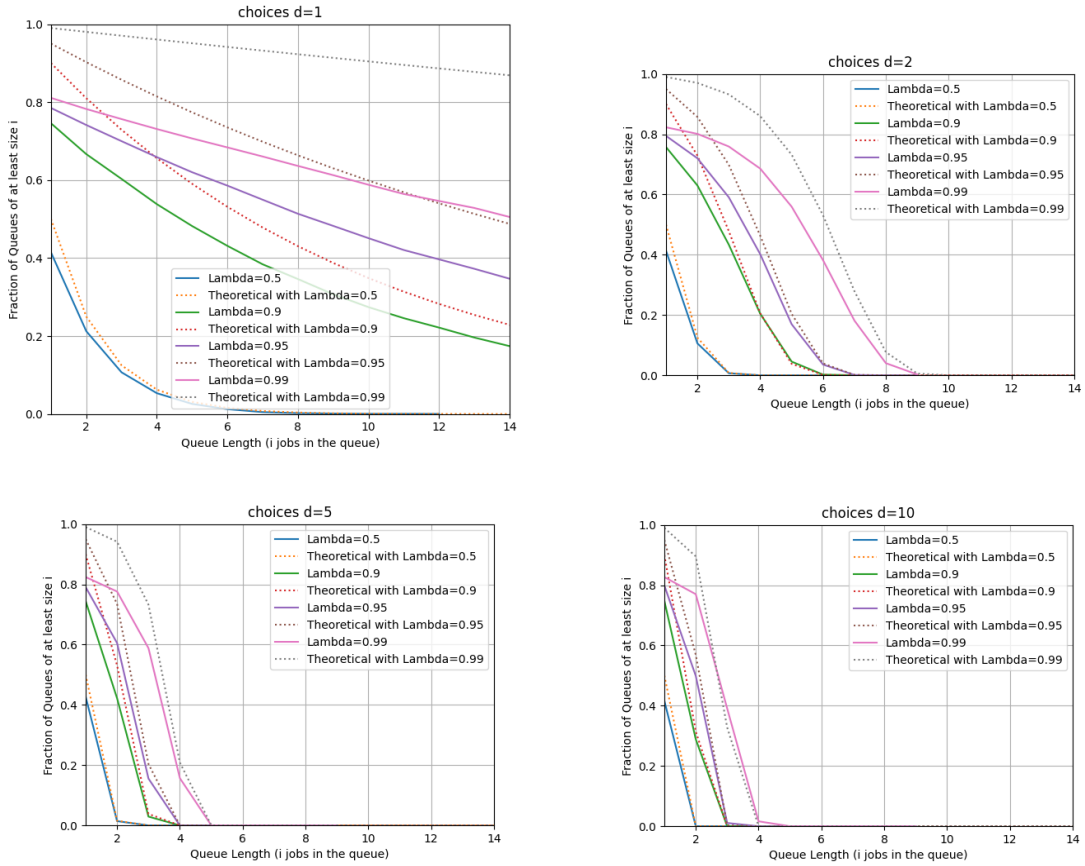 choices d=1
Fraction of Queues of at least size i
1.0
0.8
0.6
0.4
0.2
0.0
Lambda=0.5
Theoretical with Lambda=0.5
Lambda=0.9
Theoretical with Lambda=0.9
Lambda=0.95
Theoretical with Lambda=0.95
Lambda=0.99
Theoretical with Lambda=0.99
2 4 6 8 10 12 14
Queue Length (i jobs in the queue)
choices d=2
Fraction of Queues of at least size i
1.0
0.8
0.6
0.4
0.2
0.0
Lambda=0.5
Theoretical with Lambda=0.5
Lambda=0.9
Theoretical with Lambda=0.9
Lambda=0.95
Theoretical with Lambda=0.95
Lambda=0.99
Theoretical with Lambda=0.99
2 4 6 8 10 12 14
Queue Length (i jobs in the queue)
choices d=5
Fraction of Queues of at least size i
1.0
0.8
0.6
0.4
0.2
0.0
Lambda=0.5
Theoretical with Lambda=0.5
Lambda=0.9
Theoretical with Lambda=0.9
Lambda=0.95
Theoretical with Lambda=0.95
Lambda=0.99
Theoretical with Lambda=0.99
2 4 6 8 10 12 14
Queue Length (i jobs in the queue)
choices d=10
Fraction of Queues of at least size i
1.0
0.8
0.6
0.4
0.2
0.0
Lambda=0.5
Theoretical with Lambda=0.5
Lambda=0.9
Theoretical with Lambda=0.9
Lambda=0.95
Theoretical with Lambda=0.95
Lambda=0.99
Theoretical with Lambda=0.99
2 4 6 8 10 12 14
Queue Length (i jobs in the queue)